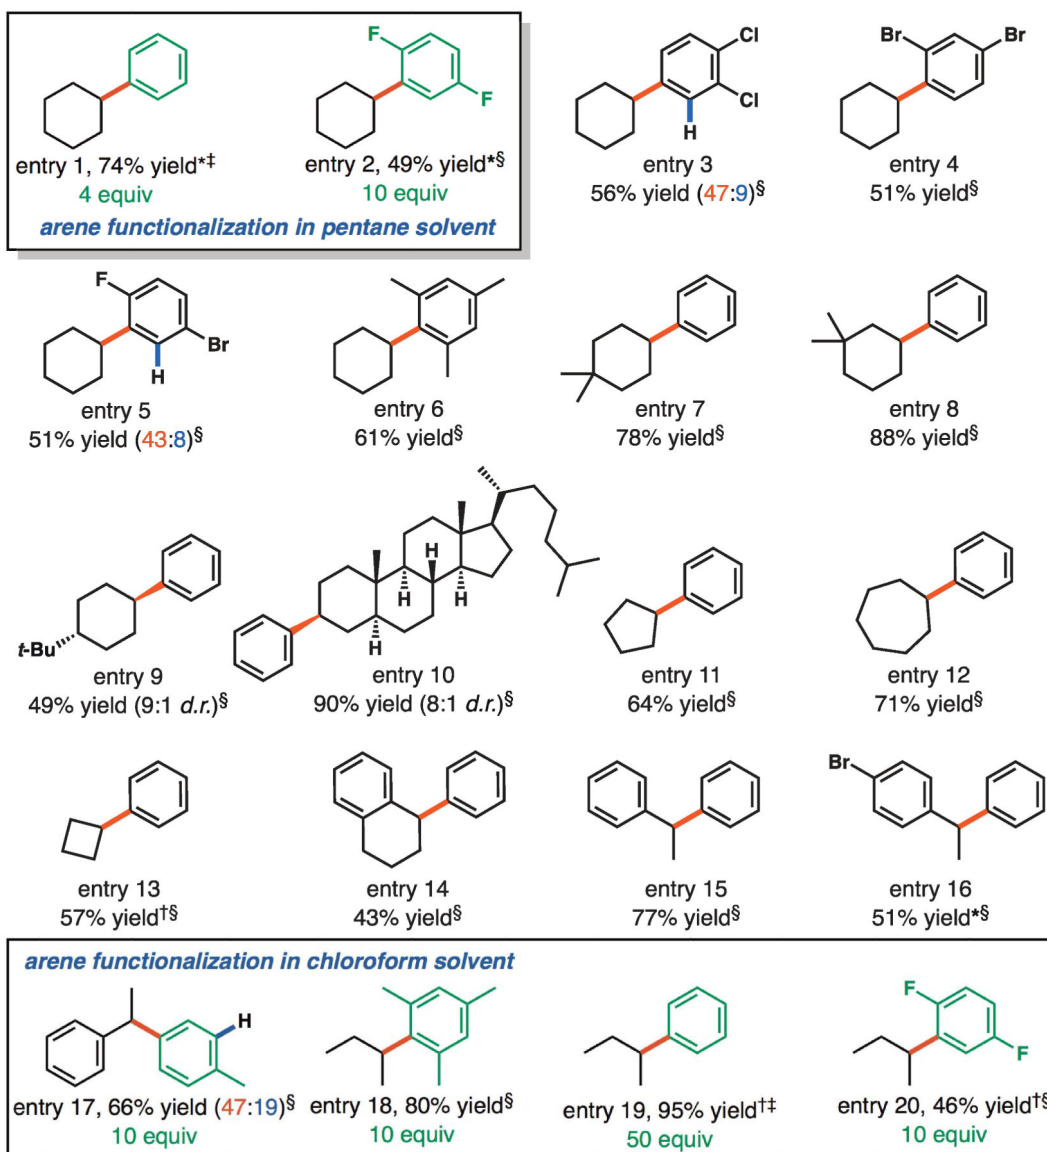 F
F
entry 1, 74% yield*‡
4 equiv
entry 2, 49% yield*§
10 equiv
arene functionalization in pentane solvent
Cl
Cl
H
entry 3
56% yield (47:9)§
Br
Br
entry 4
51% yield§
F
Br
H
entry 5
51% yield (43:8)§
entry 6
61% yield§
entry 7
78% yield§
entry 8
88% yield§
t-Bu
entry 9
49% yield (9:1 d.r.)§
H
H
H
H
entry 10
90% yield (8:1 d.r.)§
entry 11
64% yield§
entry 12
71% yield§
entry 13
57% yield†§
entry 14
43% yield§
entry 15
77% yield§
Br
entry 16
51% yield*§
arene functionalization in chloroform solvent
H
entry 17, 66% yield (47:19)§
10 equiv
entry 18, 80% yield§
10 equiv
entry 19, 95% yield†‡
50 equiv
F
F
entry 20, 46% yield†§
10 equiv